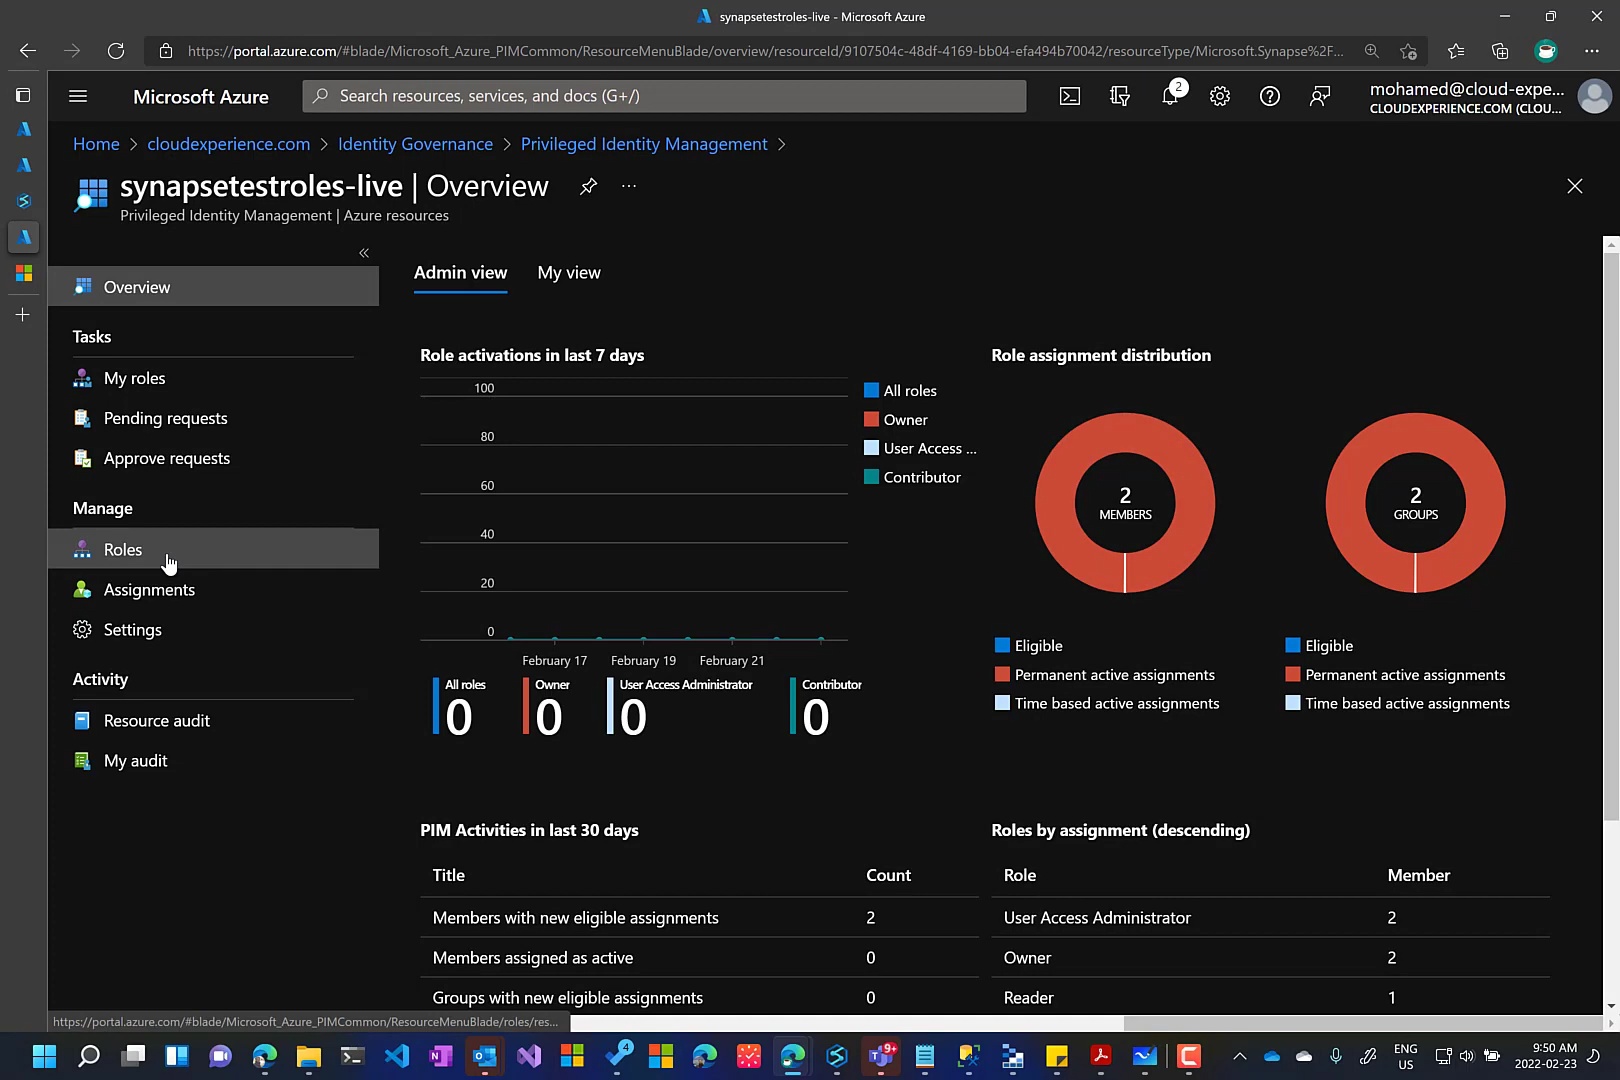 synapsetestroles-live - Microsoft Azure
https://portal.azure.com/#blade/Microsoft_Azure_PIMCommon/ResourceMenuBlade/overview/resourceId/9107504c-48df-4169-bb04-efa494b70042/resourceType/Microsoft.Synapse%2F...
Microsoft Azure
Search resources, services, and docs (G+/)
2
mohamed@cloud-expe...
CLOUDEXPERIENCE.COM (CLOU...
Home > cloudexperience.com > Identity Governance > Privileged Identity Management >
synapsetestroles-live | Overview
Privileged Identity Management | Azure resources
Overview
Tasks
My roles
Pending requests
Approve requests
Manage
Roles
Assignments
Settings
Activity
Resource audit
My audit
Admin view
My view
Role activations in last 7 days
100
80
60
40
20
0
February 17
February 19
February 21
All roles
Owner
User Access ...
Contributor
All roles
0
Owner
0
User Access Administrator
0
Contributor
0
Role assignment distribution
2
MEMBERS
Eligible
Permanent active assignments
Time based active assignments
2
GROUPS
Eligible
Permanent active assignments
Time based active assignments
PIM Activities in last 30 days
Title Count
Members with new eligible assignments 2
Members assigned as active 0
Groups with new eligible assignments 0
Roles by assignment (descending)
Role Member
User Access Administrator 2
Owner 2
Reader 1
https://portal.azure.com/#blade/Microsoft_Azure_PIMCommon/ResourceMenuBlade/roles/res...
4
9+
ENG
US
9:50 AM
2022-02-23